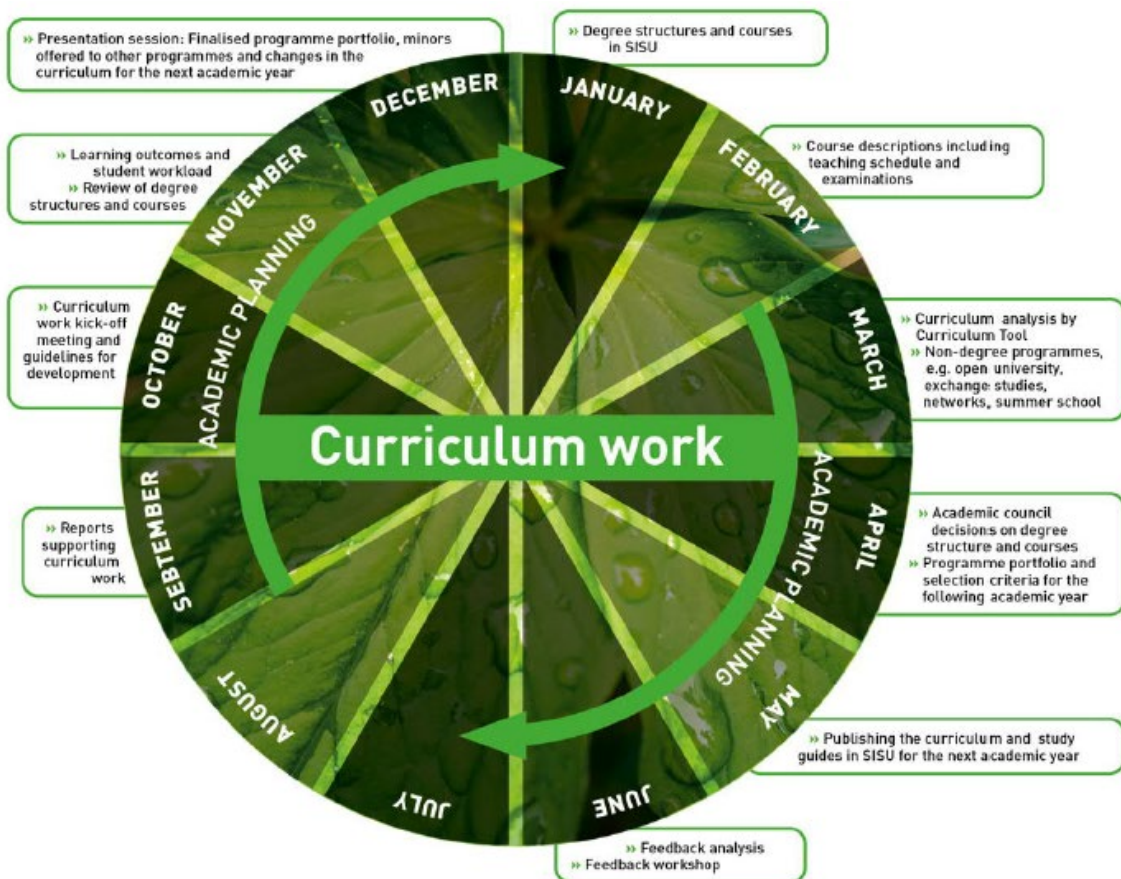 » Presentation session: Finalised programme portfolio, minors
offered to other programmes and changes in the
curriculum for the next academic year
» Degree structures and courses
in SISU
DECEMBER
JANUARY
» Learning outcomes and
student workload
» Review of degree
structures and courses
NOVEMBER
FEBRUARY
» Course descriptions including
teaching schedule and
examinations
» Curriculum
work kick-off
meeting and
guidelines for
development
OCTOBER
ACADEMIC PLANNING
MARCH
» Curriculum analysis by
Curriculum Tool
» Non-degree programmes,
e.g. open university,
exchange studies,
networks, summer school
Curriculum work
» Reports
supporting
curriculum
work
SEBTEMBER
ACADEMIC PLANNING
APRIL
» Academic council
decisions on degree
structure and courses
» Programme portfolio and
selection criteria for the
following academic year
AUGUST
MAY
» Publishing the curriculum and study
guides in SISU for the next academic year
JULY
JUNE
» Feedback analysis
» Feedback workshop